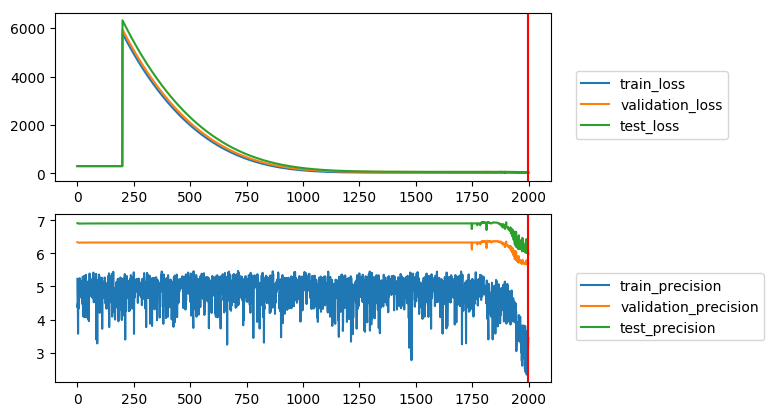 6000
4000
2000
0
0 250 500 750 1000 1250 1500 1750 2000
train_loss
validation_loss
test_loss
7
6
5
4
3
0 250 500 750 1000 1250 1500 1750 2000
train_precision
validation_precision
test_precision